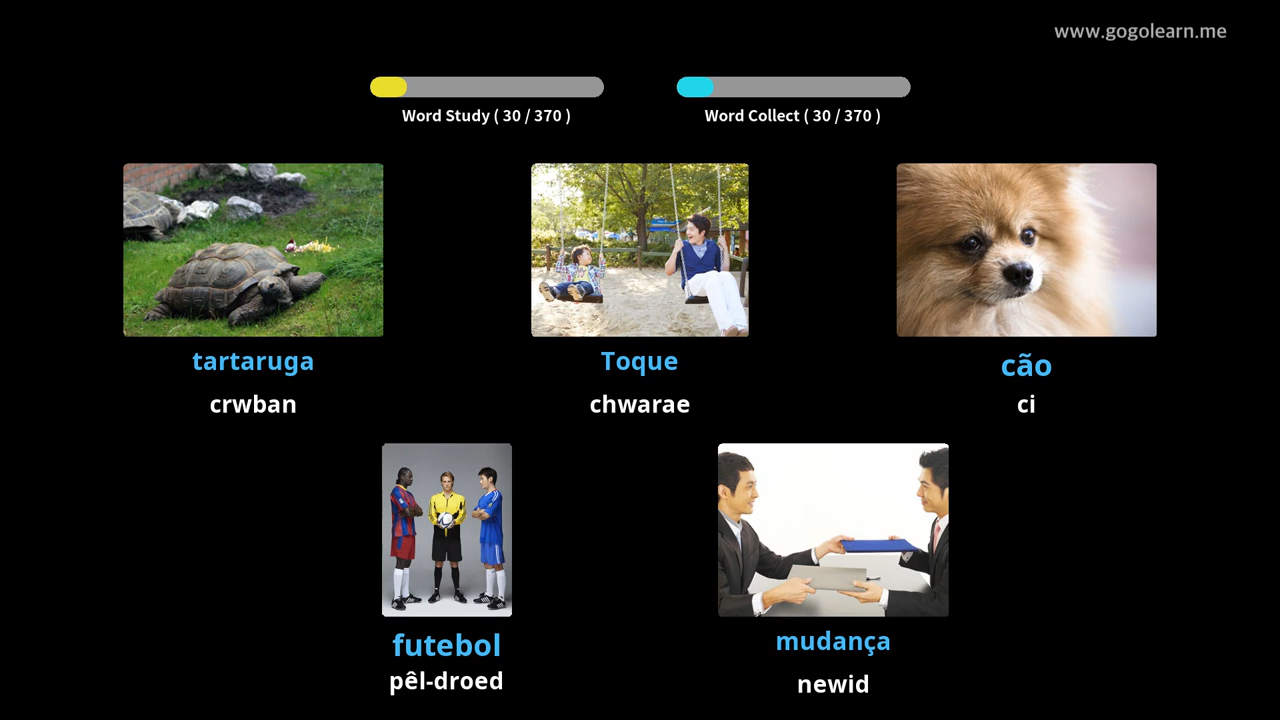 www.gogolearn.me
Word Study ( 30 / 370 )
Word Collect ( 30 / 370 )
tartaruga
crwban
Toque
chwarae
cão
ci
futebol
pêl-droed
mudança
newid